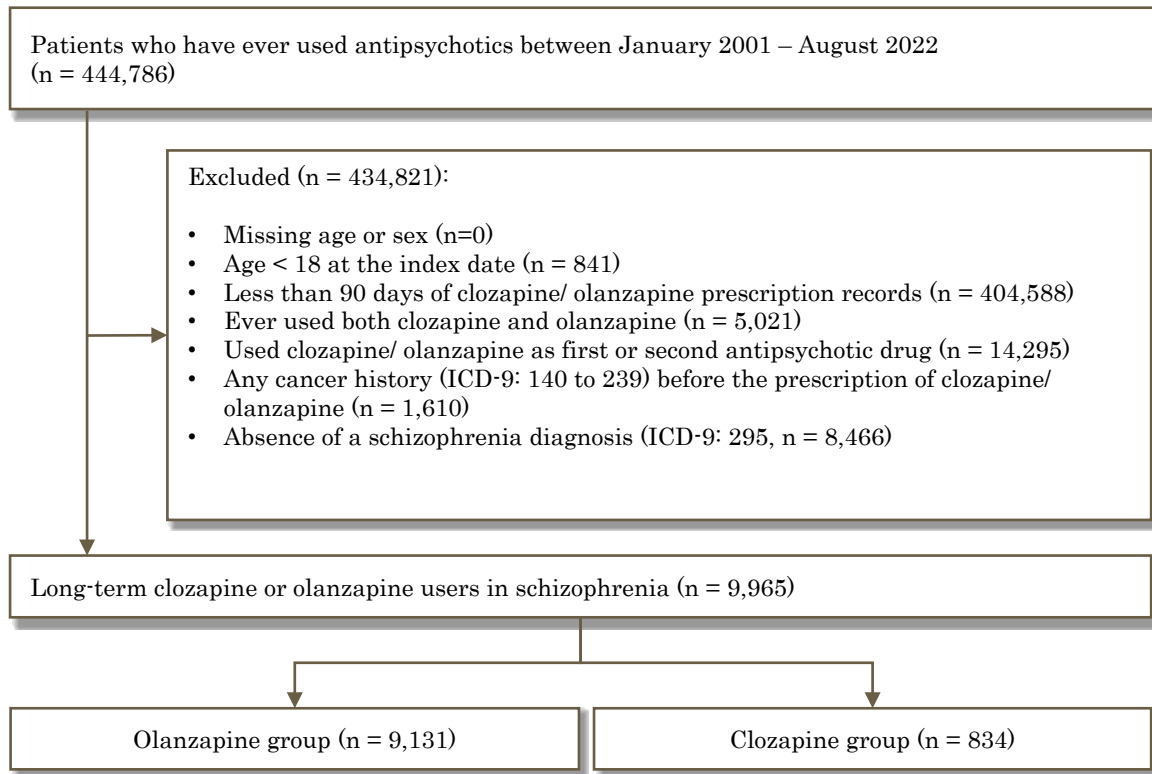 Patients who have ever used antipsychotics between January 2001 – August 2022
(n = 444,786)
Excluded (n = 434,821):
• Missing age or sex (n=0)
• Age < 18 at the index date (n = 841)
• Less than 90 days of clozapine/ olanzapine prescription records (n = 404,588)
• Ever used both clozapine and olanzapine (n = 5,021)
• Used clozapine/ olanzapine as first or second antipsychotic drug (n = 14,295)
• Any cancer history (ICD-9: 140 to 239) before the prescription of clozapine/
olanzapine (n = 1,610)
• Absence of a schizophrenia diagnosis (ICD-9: 295, n = 8,466)
Long-term clozapine or olanzapine users in schizophrenia (n = 9,965)
Olanzapine group (n = 9,131)
Clozapine group (n = 834)